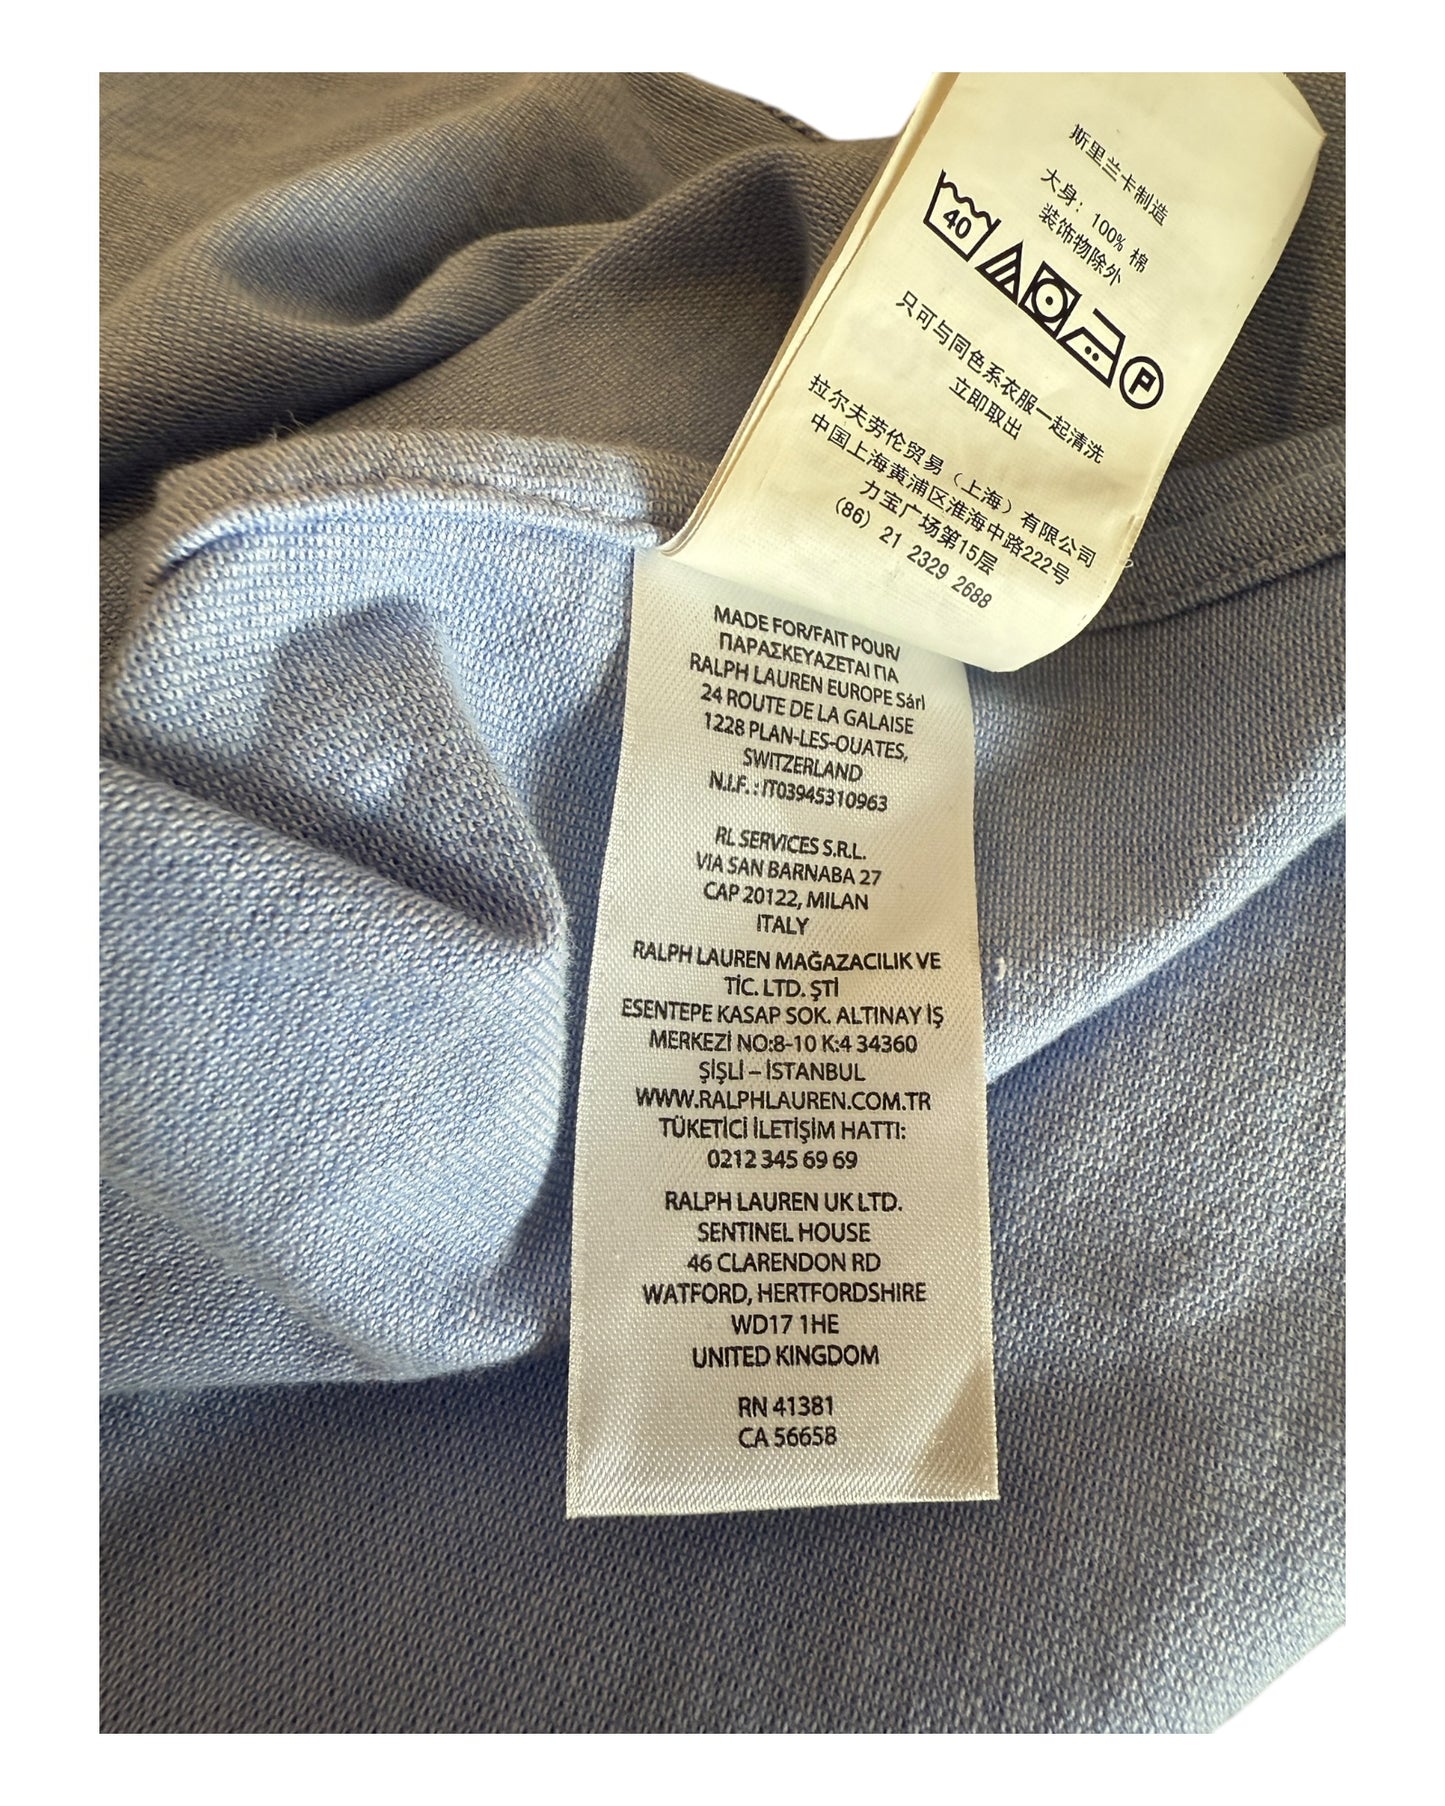 斯里兰卡制造
大身：100% 棉
装饰物除外
40
P
只可与同色系衣服一起清洗
立即取出
拉尔夫劳伦贸易（上海）有限公司
中国上海黄浦区淮海中路222号
力宝广场第15层
(86) 21 2329 2688
MADE FOR/FAIT POUR/
ΠΑΡΑΣΚΕΥΑΖΕΤΑΙ ΓΙΑ
RALPH LAUREN EUROPE Sárl
24 ROUTE DE LA GALAISE
1228 PLAN-LES-OUATES,
SWITZERLAND
N.I.F. : IT03945310963
RL SERVICES S.R.L.
VIA SAN BARNABA 27
CAP 20122, MILAN
ITALY
RALPH LAUREN MAĞAZACILIK VE
TİC. LTD. ŞTİ
ESENTEPE KASAP SOK. ALTINAY İŞ
MERKEZİ NO:8-10 K:4 34360
ŞİŞLİ – İSTANBUL
WWW.RALPHLAUREN.COM.TR
TÜKETİCİ İLETİŞİM HATTI:
0212 345 69 69
RALPH LAUREN UK LTD.
SENTINEL HOUSE
46 CLARENDON RD
WATFORD, HERTFORDSHIRE
WD17 1HE
UNITED KINGDOM
RN 41381
CA 56658